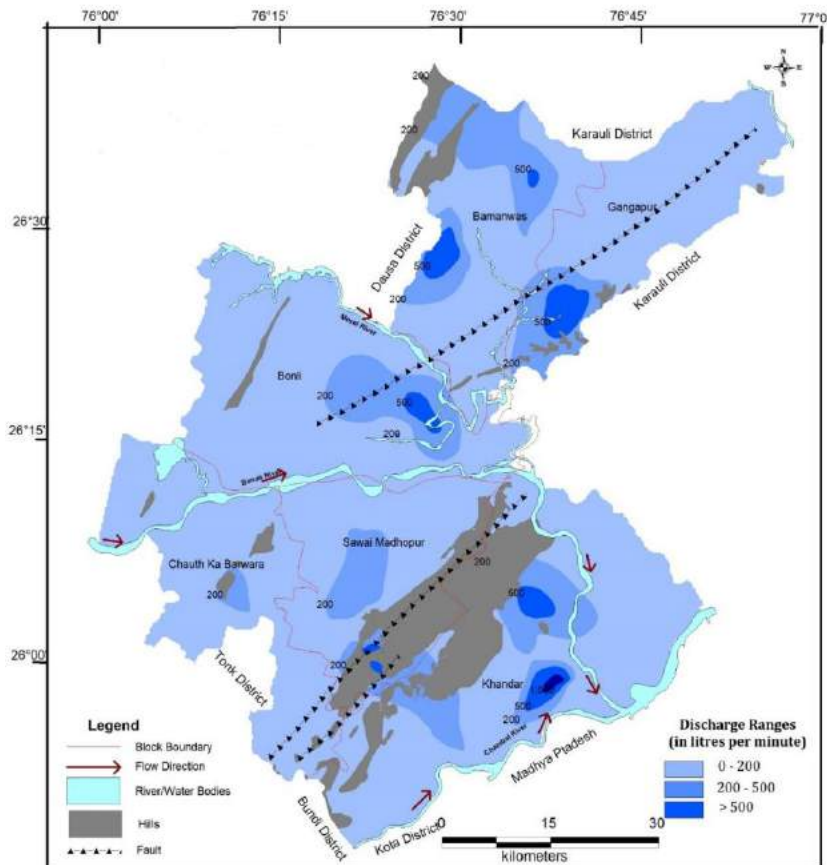 76°00'
76°15'
76°30'
76°45'
77°0
N
W
E
S
26°30'
26°15'
26°00'
200
200
Karauli District
500
Gangapur
Bamanwas
Dausa District
500
200
Karauli District
500
Morel River
200
Bonli
200
500
200
Banas River
Sawai Madhopur
200
Chauth Ka Barwara
200
200
500
200
Tonk District
Khandar
500
200
Chambal River
Madhya Pradesh
Bundi District
Kota District
Legend
Block Boundary
Flow Direction
River/Water Bodies
Hills
Fault
Discharge Ranges
(in litres per minute)
0 - 200
200 - 500
> 500
0
15
30
kilometers